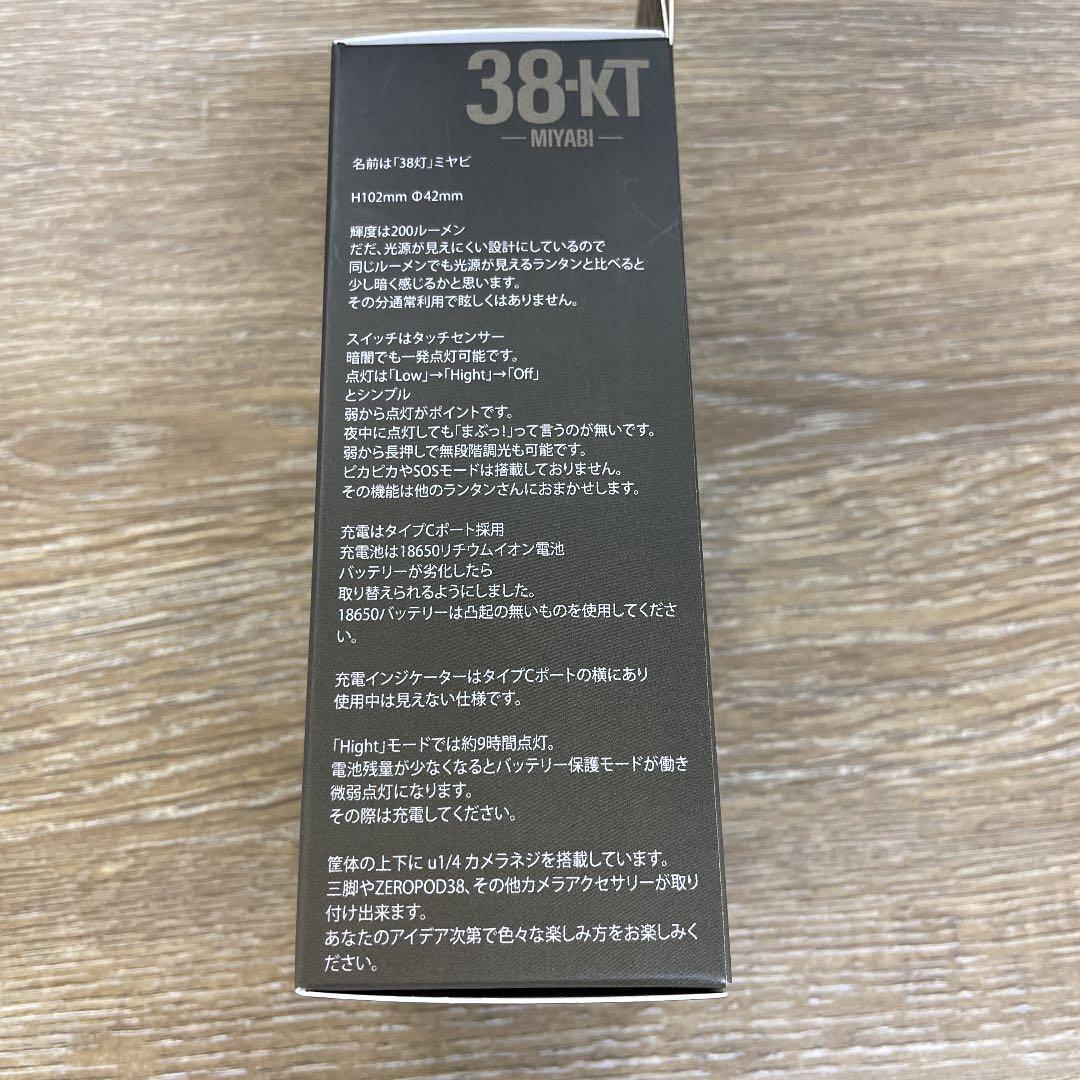 38-KT
MIYABI
名前は「38灯」ミヤビ
H102mm Φ42mm
輝度は200ルーメン
だだ、光源が見えにくい設計にしているので
同じルーメンでも光源が見えるランタンと比べると
少し暗く感じるかと思います。
その分通常利用で眩しくはありません。
スイッチはタッチセンサー
暗闇でも一発点灯可能です。
点灯は「Low」→「Hight」→「Off」
とシンプル
弱から点灯がポイントです。
夜中に点灯しても「まぶっ!」って言うのが無いです。
弱から長押しで無段階調光も可能です。
ピカピカやSOSモードは搭載しておりません。
その機能は他のランタンさんにおまかせします。
充電はタイプCポート採用
充電池は18650リチウムイオン電池
バッテリーが劣化したら
取り替えられるようにしました。
18650バッテリーは凸起の無いものを使用してくださ
い。
充電インジケーターはタイプCポートの横にあり
使用中は見えない仕様です。
「Hight」モードでは約9時間点灯。
電池残量が少なくなるとバッテリー保護モードが働き
微弱点灯になります。
その際は充電してください。
筐体の上下に u1/4 カメラネジを搭載しています。
三脚やZEROPOD38、その他カメラアクセサリーが取り
付け出来ます。
あなたのアイデア次第で色々な楽しみ方をお楽しみく
ださい。